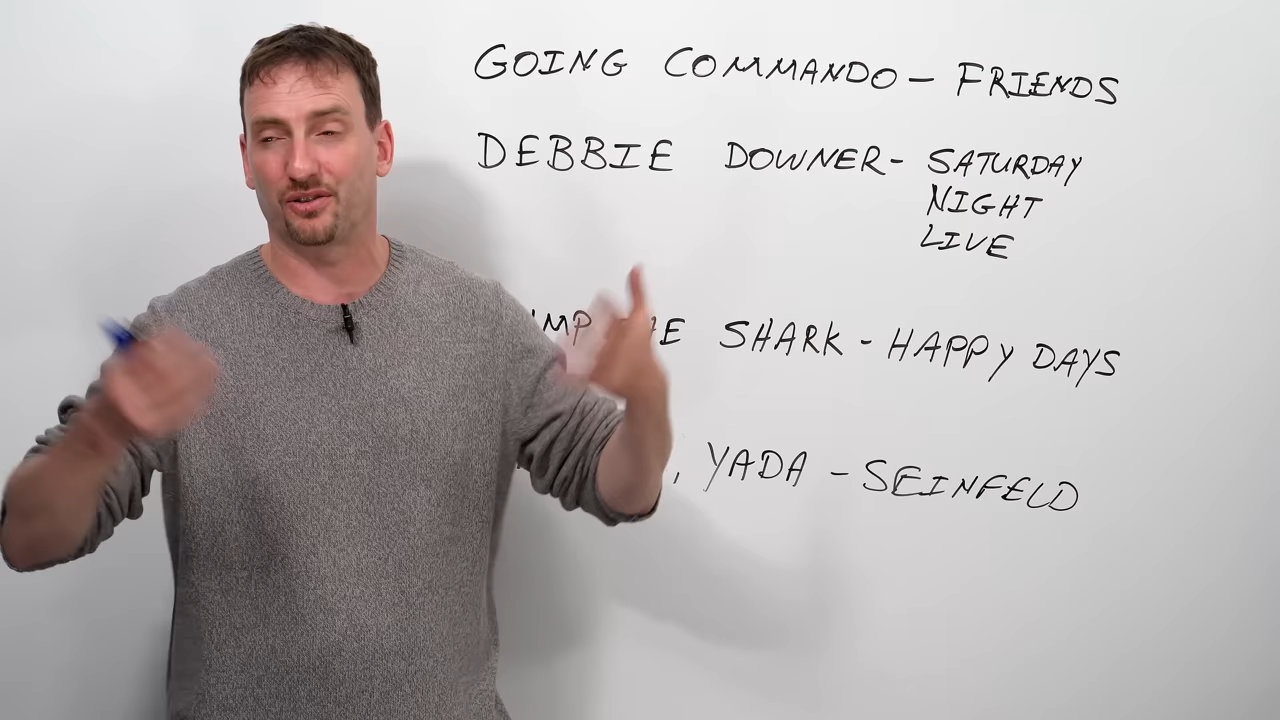 GOING COMMANDO - FRIENDS
DEBBIE DOWNER - SATURDAY
NIGHT
LIVE
SHARK - HAPPY DAYS
, YADA - SEINFELD